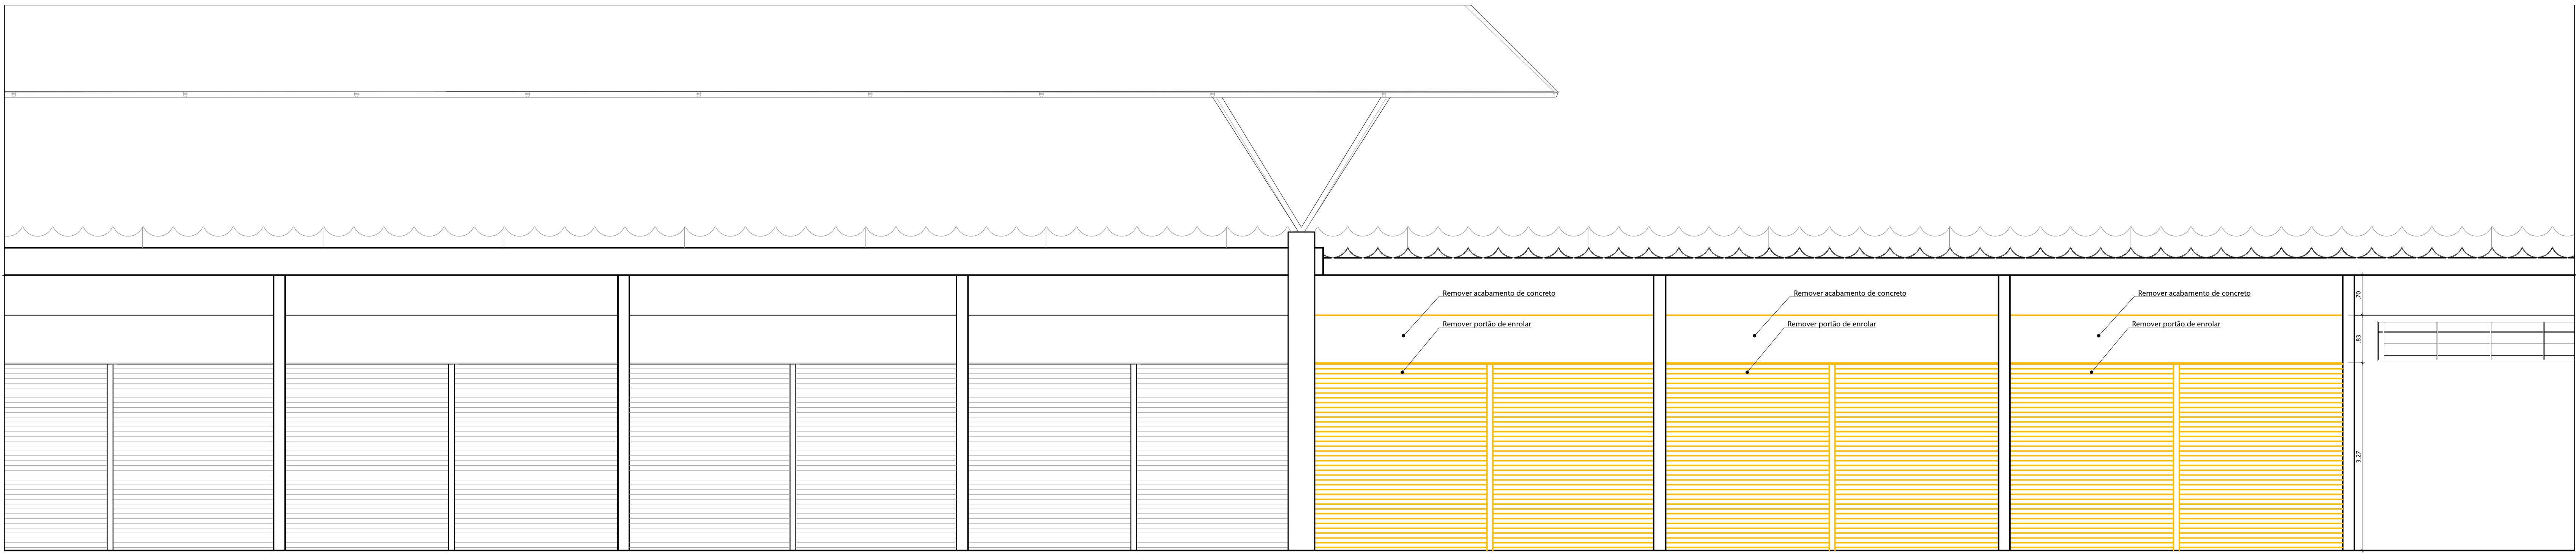 Remover acabamento de concreto
Remover acabamento de concreto
Remover acabamento de concreto
.70
Remover portão de enrolar
Remover portão de enrolar
Remover portão de enrolar
.83
3.27